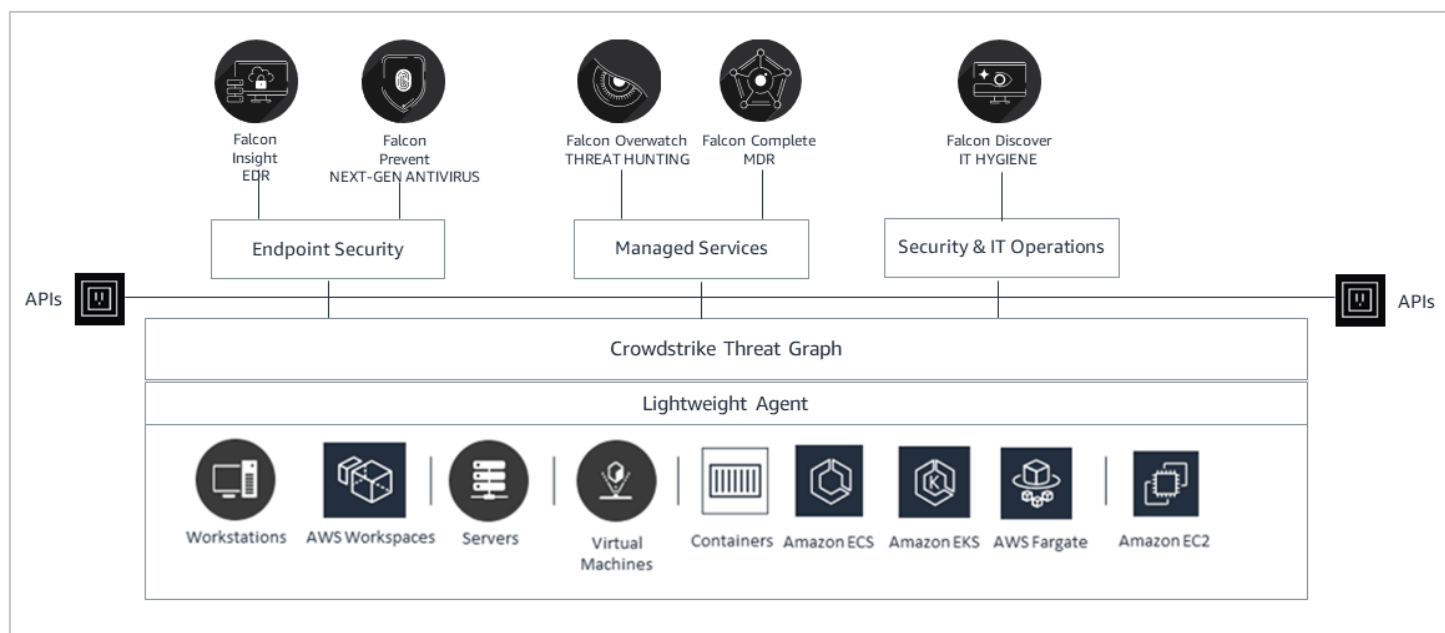 Falcon
Insight
EDR
Falcon
Prevent
NEXT-GEN ANTIVIRUS
Falcon Overwatch
THREAT HUNTING
Falcon Complete
MDR
Falcon Discover
IT HYGIENE
Endpoint Security
Managed Services
Security & IT Operations
APIs
APIs
Crowdstrike Threat Graph
Lightweight Agent
Workstations
AWS Workspaces
Servers
Virtual
Machines
Containers
Amazon ECS
K
Amazon EKS
AWS Fargate
Amazon EC2